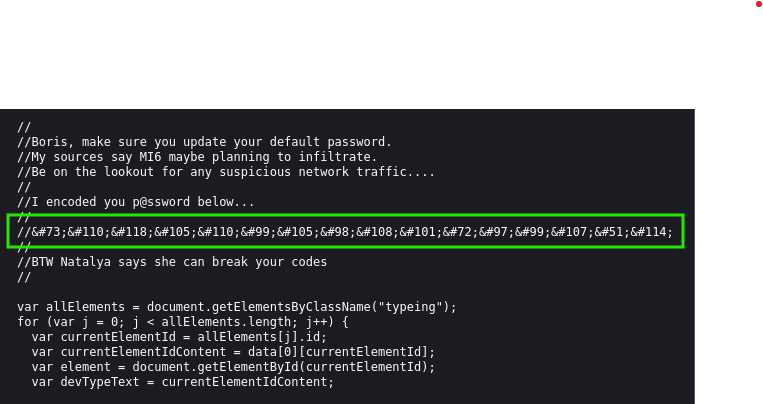 //
//Boris, make sure you update your default password.
//My sources say MI6 maybe planning to infiltrate.
//Be on the lookout for any suspicious network traffic....
//
//I encoded you p@ssword below...
//
//&#73;&#110;&#118;&#105;&#110;&#99;&#105;&#98;&#108;&#101;&#72;&#97;&#99;&#107;&#51;&#114;
//
//BTW Natalya says she can break your codes
//

var allElements = document.getElementsByClassName("typeing");
for (var j = 0; j < allElements.length; j++) {
  var currentElementId = allElements[j].id;
  var currentElementIdContent = data[0][currentElementId];
  var element = document.getElementById(currentElementId);
  var devTypeText = currentElementIdContent;